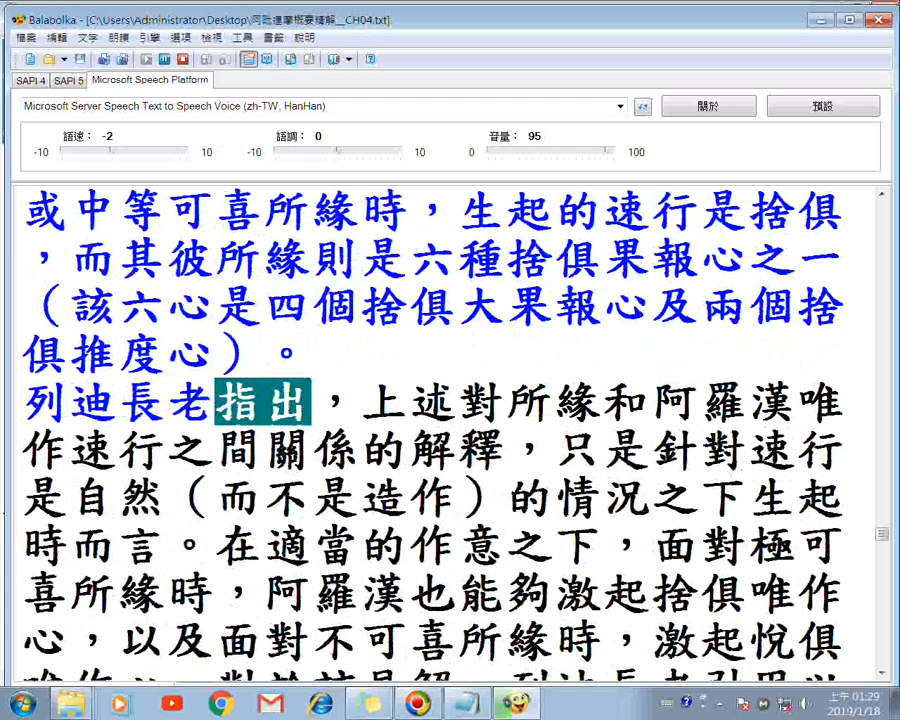 Balabolka - [C:\Users\Administrator\Desktop\阿毗達摩概要精解__CH04.txt]
檔案 編輯 文字 朗讀 引擎 選項 檢視 工具 書籤 說明
SAPI 4 SAPI 5 Microsoft Speech Platform
Microsoft Server Speech Text to Speech Voice (zh-TW, HanHan) 關於 預設
語速： -2 語調： 0 音量： 95
-10 10 -10 10 0 100
或中等可喜所緣時，生起的速行是捨俱
，而其彼所緣則是六種捨俱果報心之一
（該六心是四個捨俱大果報心及兩個捨
俱推度心）。
列迪長老指出，上述對所緣和阿羅漢唯
作速行之間關係的解釋，只是針對速行
是自然（而不是造作）的情況之下生起
時而言。在適當的作意之下，面對極可
喜所緣時，阿羅漢也能夠激起捨俱唯作
心，以及面對不可喜所緣時，激起悅俱
上午 01:29
2019/1/18